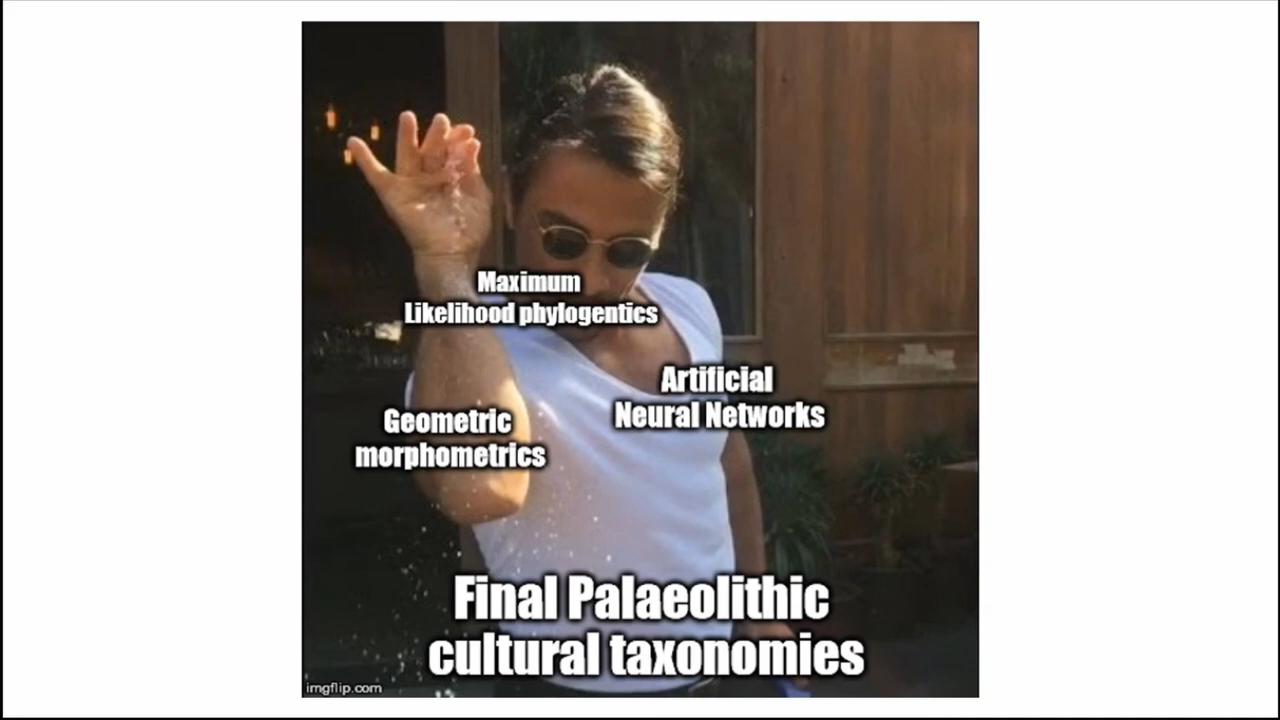 Maximum
Likelihood phylogentics
Artificial
Neural Networks
Geometric
morphometrics
Final Palaeolithic
cultural taxonomies
imgflip.com